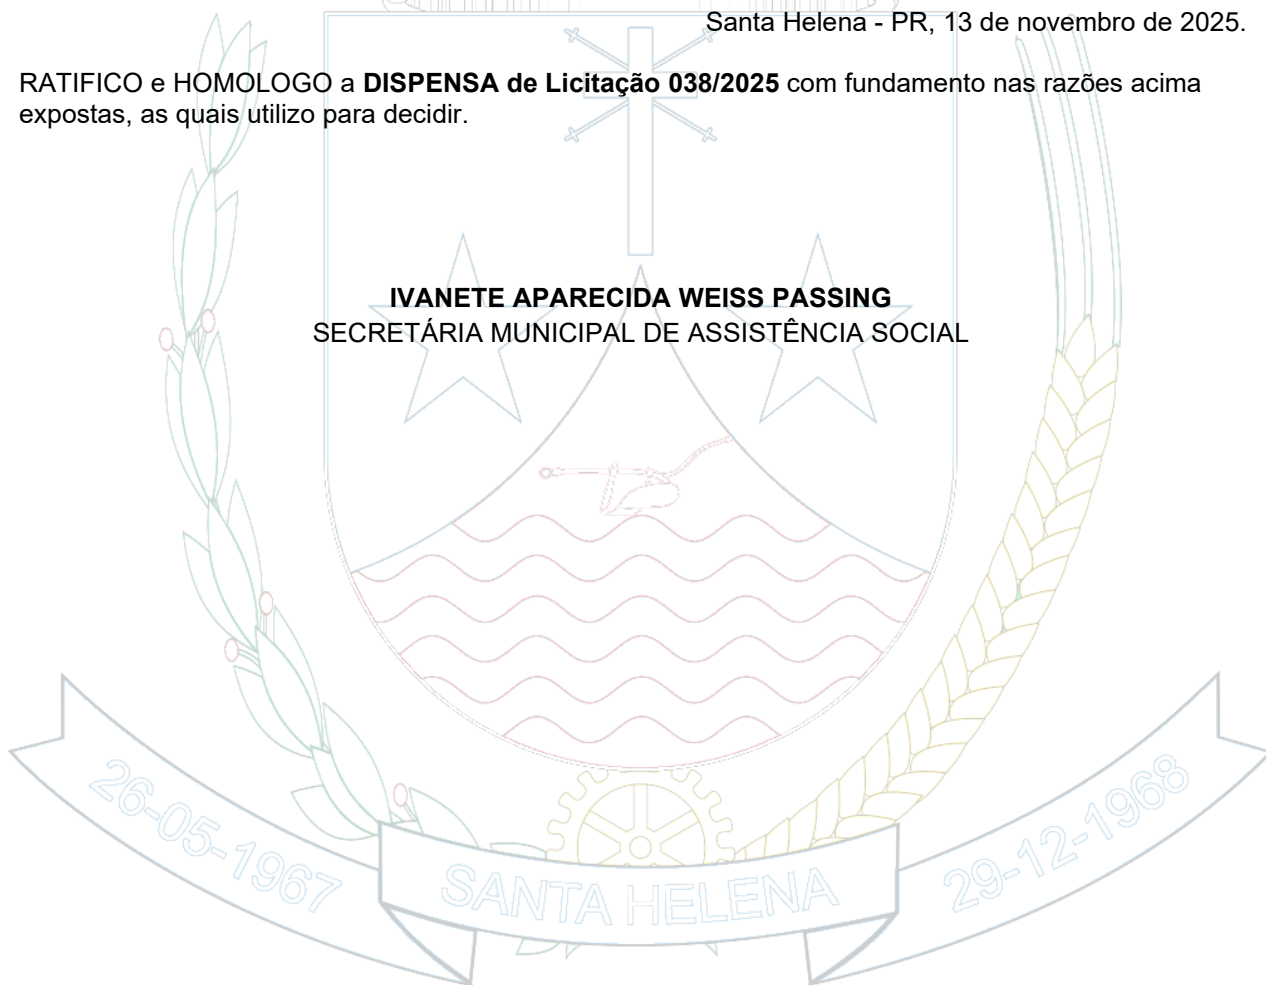 Santa Helena - PR, 13 de novembro de 2025.
RATIFICO e HOMOLOGO a DISPENSA de Licitação 038/2025 com fundamento nas razões acima
expostas, as quais utilizo para decidir.
IVANETE APARECIDA WEISS PASSING
SECRETÁRIA MUNICIPAL DE ASSISTÊNCIA SOCIAL
26-05-1967
SANTA HELENA
29-12-1968